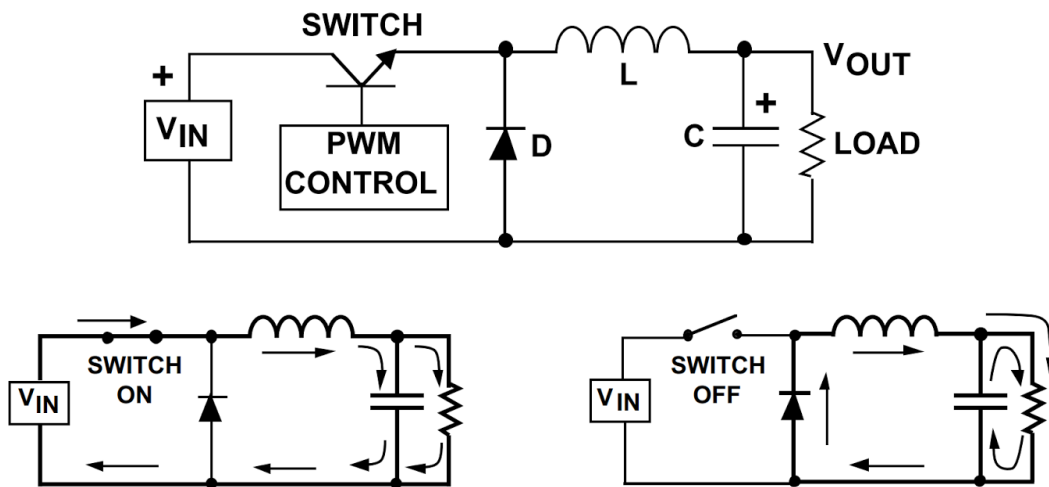 SWITCH
+
VIN
PWM
CONTROL
D
L
C
+
VOUT
LOAD
VIN
SWITCH
ON
VIN
SWITCH
OFF